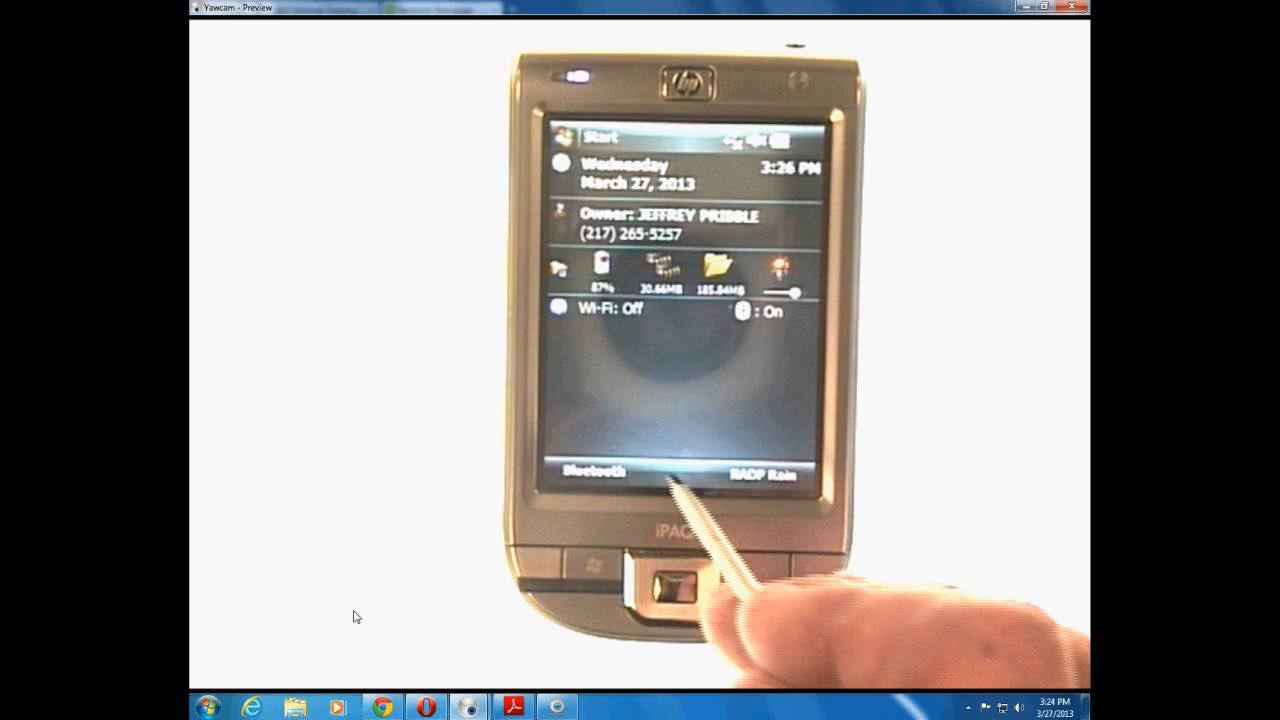 Yawcam - Preview
hp
Start
Wednesday 3:26 PM
March 27, 2013
Owner: JEFFREY PRIBBLE
(217) 265-5257
87% 30.66MB 185.84MB
Wi-Fi: Off : On
Bluetooth NADP Rain
iPAQ
3:24 PM
3/27/2013